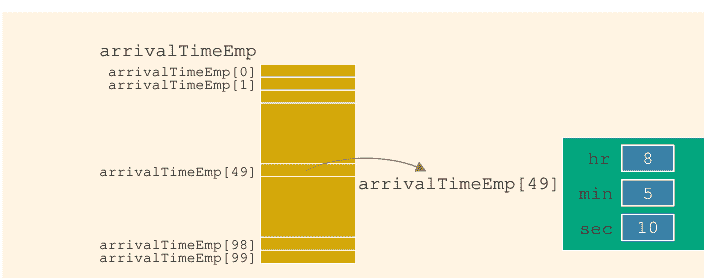 arrivalTimeEmp
arrivalTimeEmp[0]
arrivalTimeEmp[1]
arrivalTimeEmp[49]
arrivalTimeEmp[98]
arrivalTimeEmp[99]
arrivalTimeEmp[49]
hr 8
min 5
sec 10